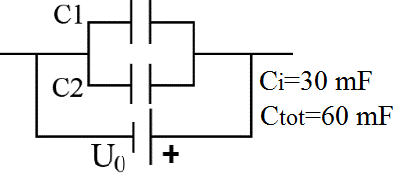 C1
C2
Ci=30 mF
Ctot=60 mF
U0 +